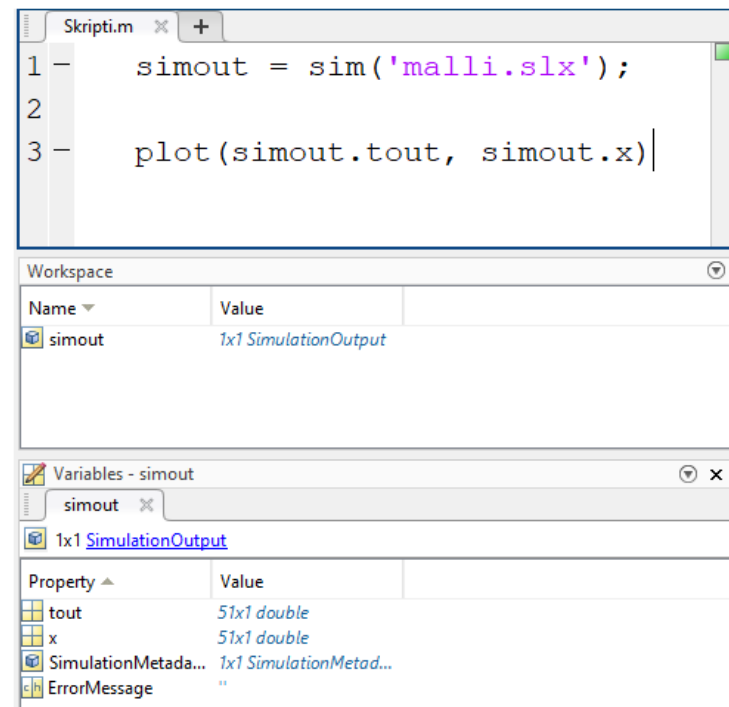 Skripti.m
1 simout = sim('malli.slx');
2
3 plot(simout.tout, simout.x)
Workspace
Name Value
simout 1x1 SimulationOutput
Variables - simout
simout
1x1 SimulationOutput
Property Value
tout 51x1 double
x 51x1 double
SimulationMetada... 1x1 SimulationMetad...
ch ErrorMessage ''